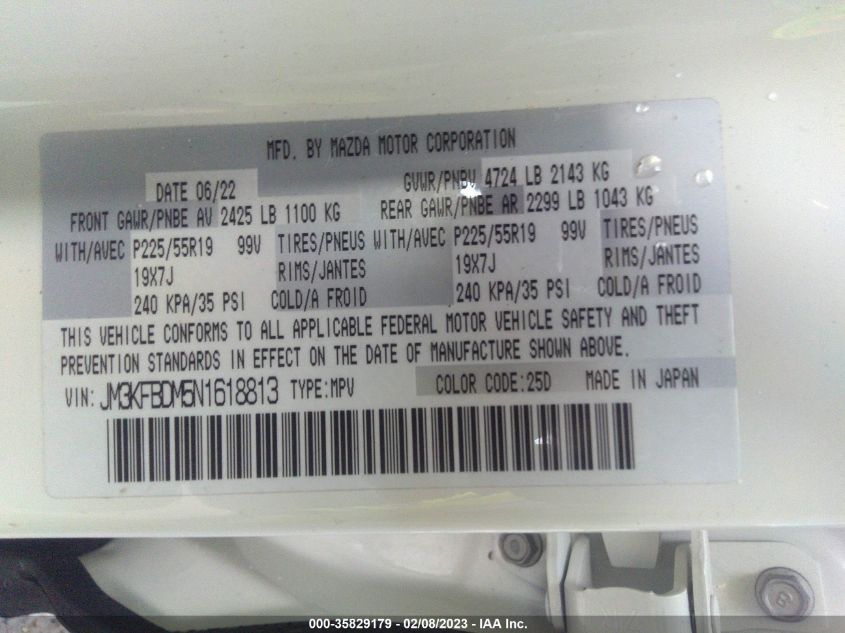 MFD. BY MAZDA MOTOR CORPORATION
DATE 06/22 GVWR/PNBV 4724 LB 2143 KG
FRONT GAWR/PNBE AV 2425 LB 1100 KG REAR GAWR/PNBE AR 2299 LB 1043 KG
WITH/AVEC P225/55R19 99V TIRES/PNEUS WITH/AVEC P225/55R19 99V TIRES/PNEUS
19X7J RIMS/JANTES 19X7J RIMS/JANTES
240 KPA/35 PSI COLD/A FROID 240 KPA/35 PSI COLD/A FROID
THIS VEHICLE CONFORMS TO ALL APPLICABLE FEDERAL MOTOR VEHICLE SAFETY AND THEFT
PREVENTION STANDARDS IN EFFECT ON THE DATE OF MANUFACTURE SHOWN ABOVE.
VIN: JM3KFBDM5N1618813 TYPE:MPV COLOR CODE:25D MADE IN JAPAN
000-35829179 - 02/08/2023 - IAA Inc.